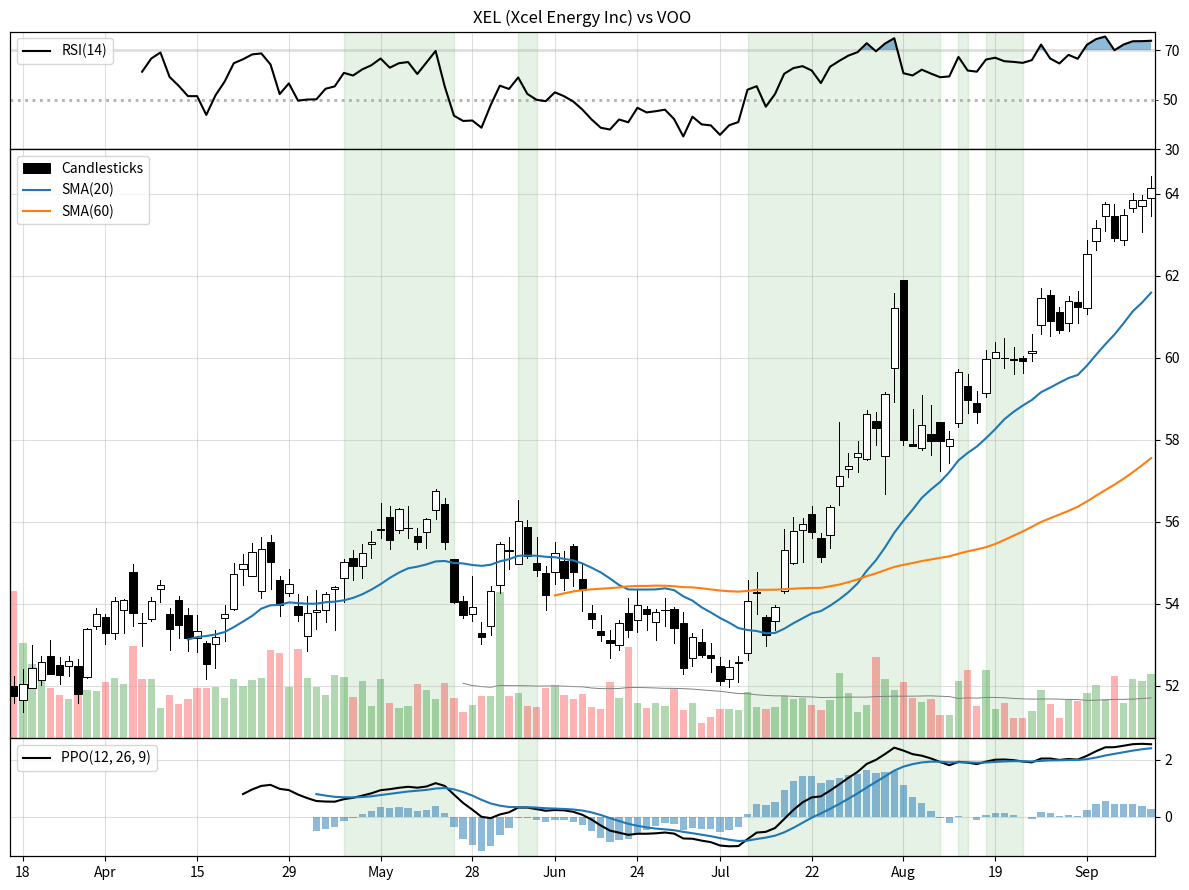 XEL (Xcel Energy Inc) vs VOO
RSI(14)
70
50
30
Candlesticks
SMA(20)
SMA(60)
64
62
60
58
56
54
52
PPO(12, 26, 9)
2
0
18 Apr 15 29 May 28 Jun 24 Jul 22 Aug 19 Sep